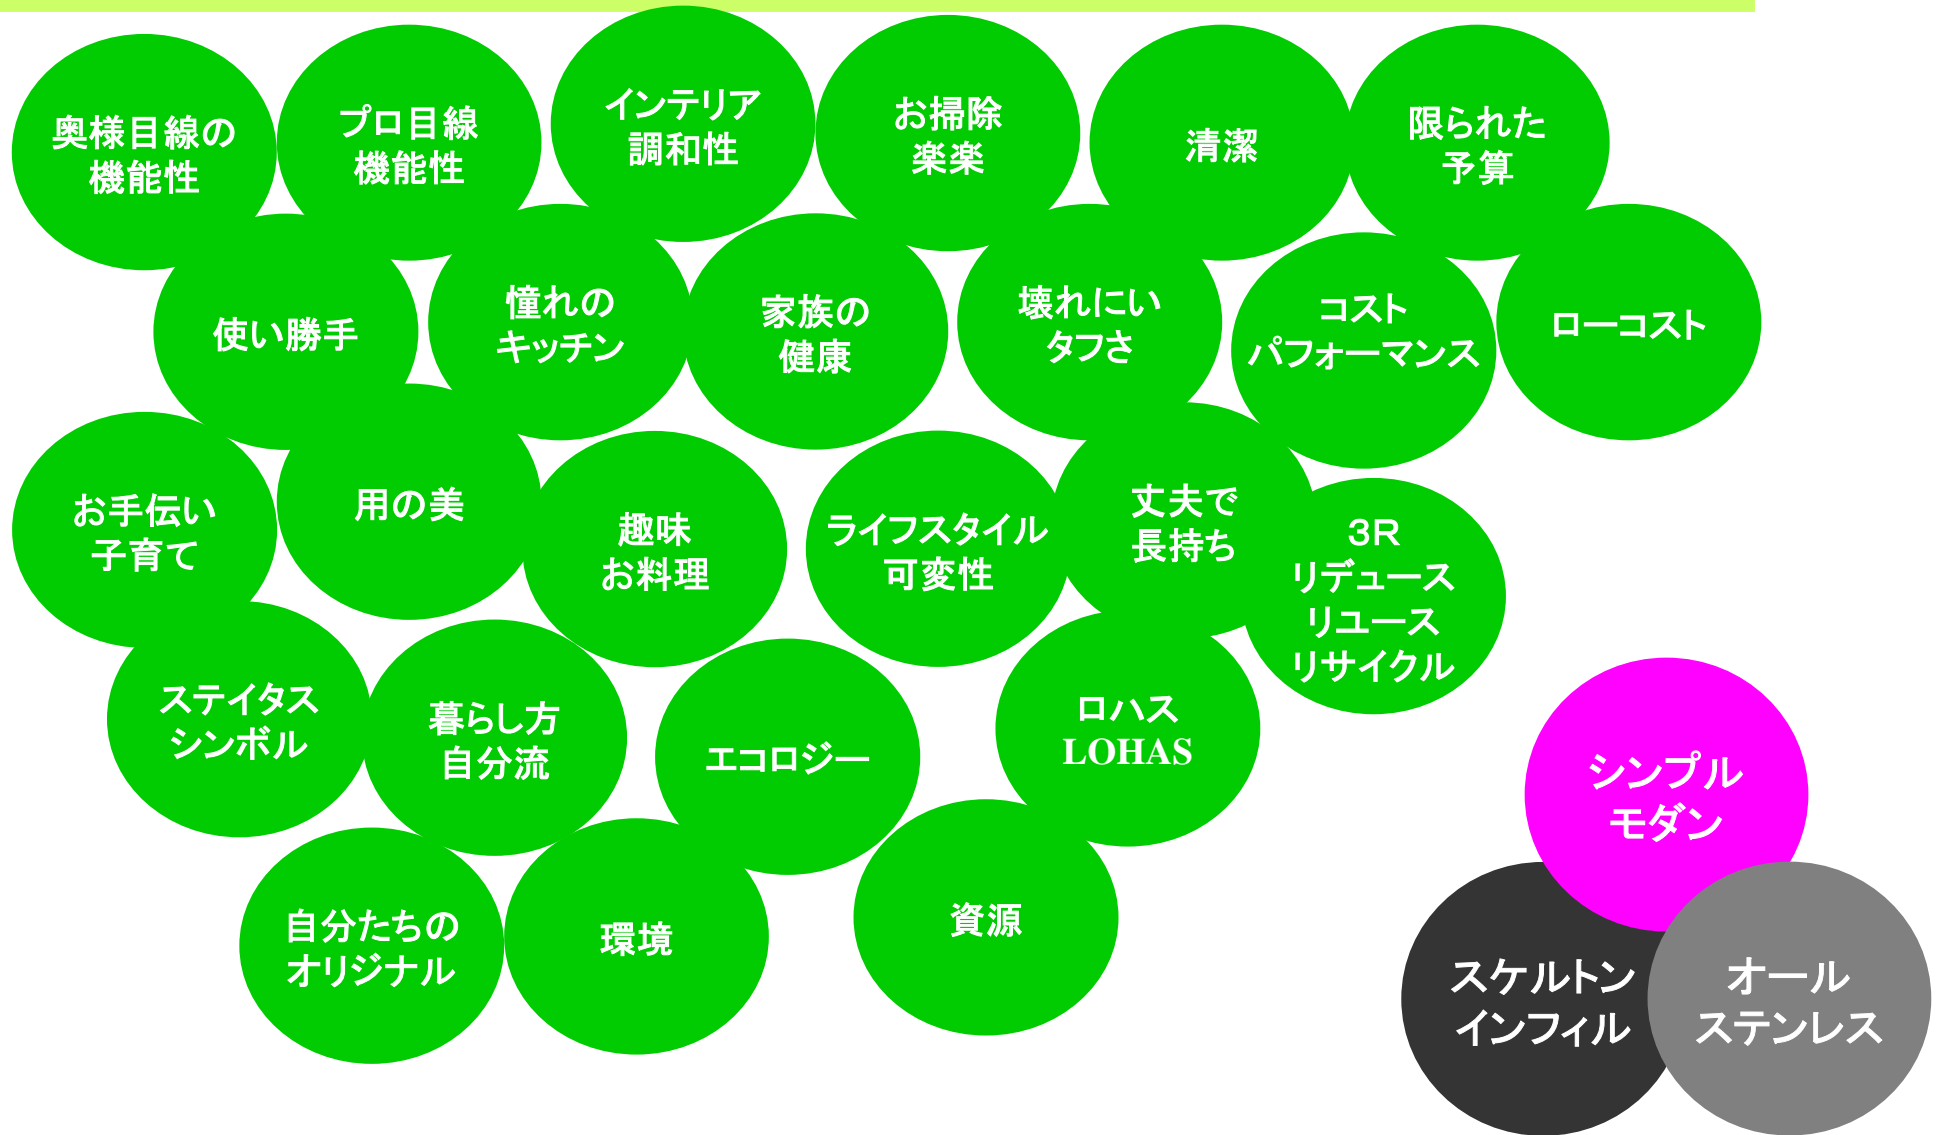 奥様目線の
機能性
プロ目線
機能性
インテリア
調和性
お掃除
楽楽
清潔
限られた
予算
使い勝手
憧れの
キッチン
家族の
健康
壊れにい
タフさ
コスト
パフォーマンス
ローコスト
お手伝い
子育て
用の美
趣味
お料理
ライフスタイル
可変性
丈夫で
長持ち
３Ｒ
リデュース
リユース
リサイクル
ステイタス
シンボル
暮らし方
自分流
エコロジー
ロハス
LOHAS
自分たちの
オリジナル
環境
資源
シンプル
モダン
スケルトン
インフィル
オール
ステンレス